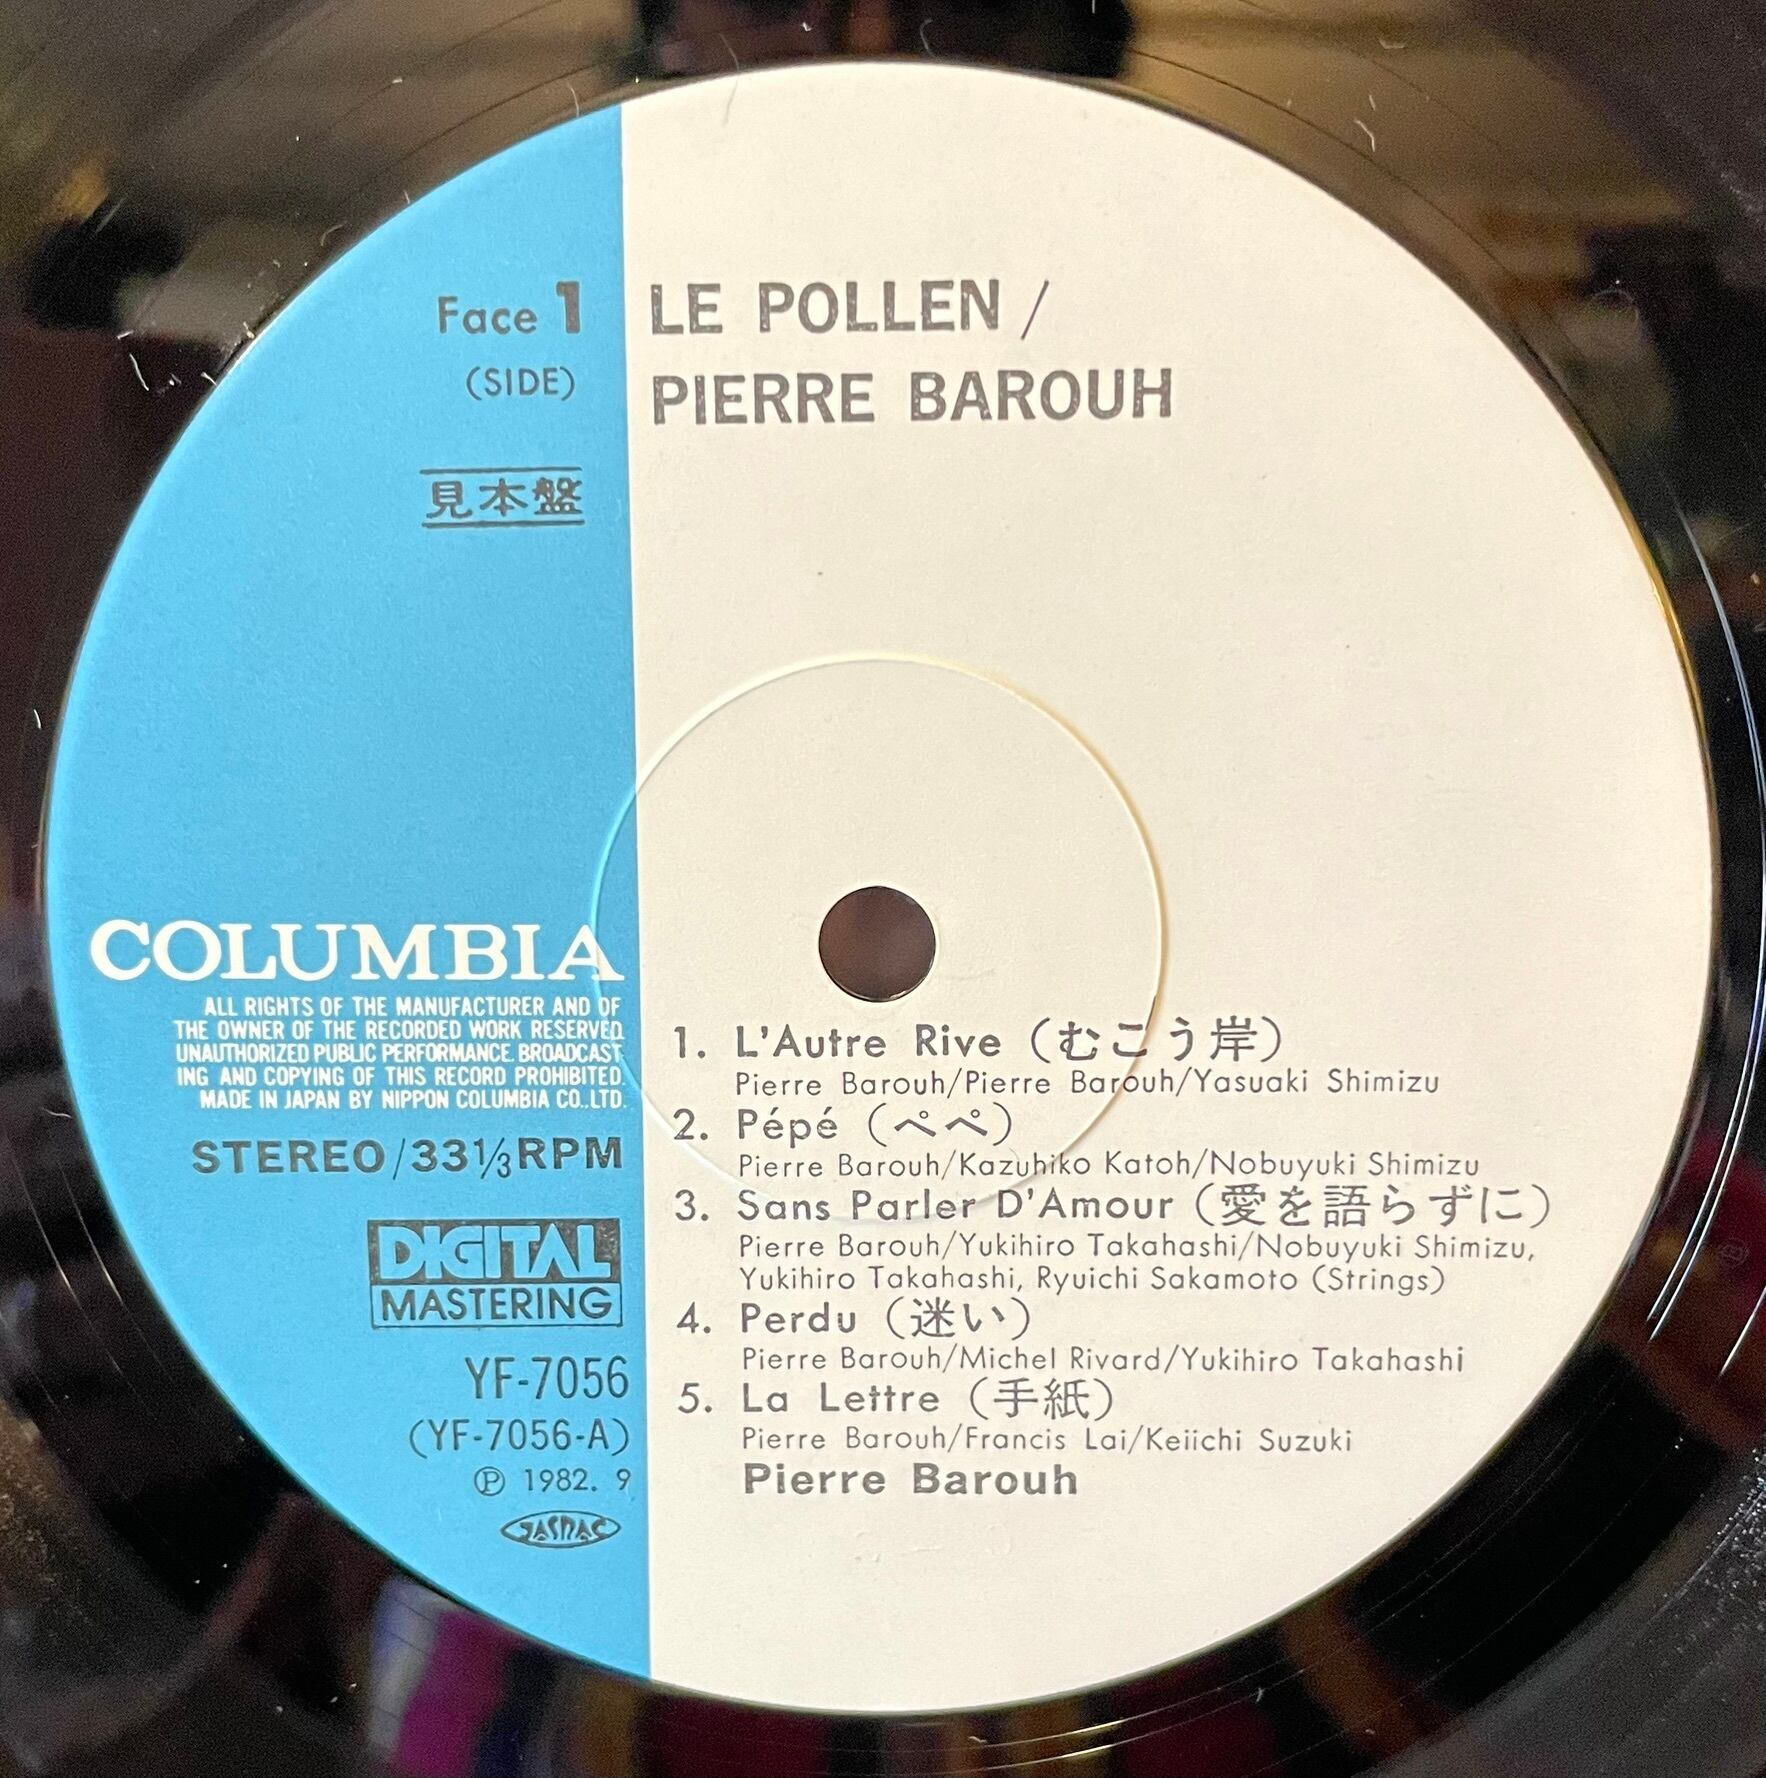 Face 1
(SIDE)
見本盤
LE POLLEN /
PIERRE BAROUH
COLUMBIA
ALL RIGHTS OF THE MANUFACTURER AND OF
THE OWNER OF THE RECORDED WORK RESERVED.
UNAUTHORIZED PUBLIC PERFORMANCE. BROADCAST
ING AND COPYING OF THIS RECORD PROHIBITED.
MADE IN JAPAN BY NIPPON COLUMBIA CO.,LTD.
STEREO/33⅓RPM
DIGITAL
MASTERING
YF-7056
(YF-7056-A)
Ⓟ 1982. 9
JASRAC
1. L'Autre Rive (むこう岸)
Pierre Barouh/Pierre Barouh/Yasuaki Shimizu
2. Pépé (ペペ)
Pierre Barouh/Kazuhiko Katoh/Nobuyuki Shimizu
3. Sans Parler D'Amour (愛を語らずに)
Pierre Barouh/Yukihiro Takahashi/Nobuyuki Shimizu,
Yukihiro Takahashi, Ryuichi Sakamoto (Strings)
4. Perdu (迷い)
Pierre Barouh/Michel Rivard/Yukihiro Takahashi
5. La Lettre (手紙)
Pierre Barouh/Francis Lai/Keiichi Suzuki
Pierre Barouh